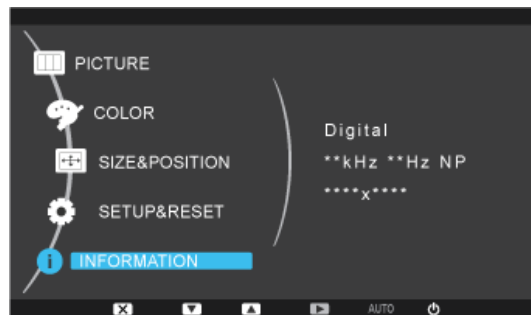 PICTURE
COLOR
SIZE&POSITION
SETUP&RESET
INFORMATION
Digital
**kHz **Hz NP
****x****
AUTO